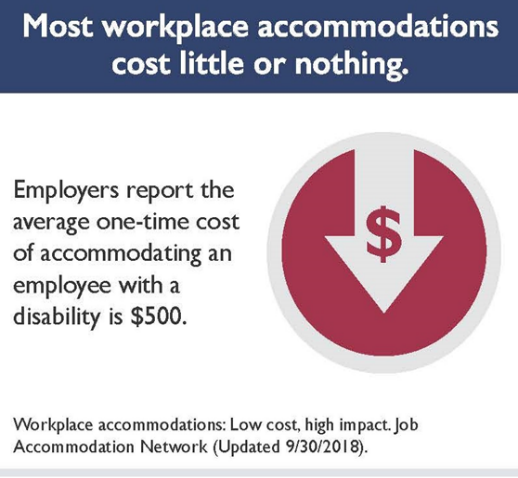 Most workplace accommodations
cost little or nothing.
Employers report the
average one-time cost
of accommodating an
employee with a
disability is $500.
$
Workplace accommodations: Low cost, high impact. Job
Accommodation Network (Updated 9/30/2018).